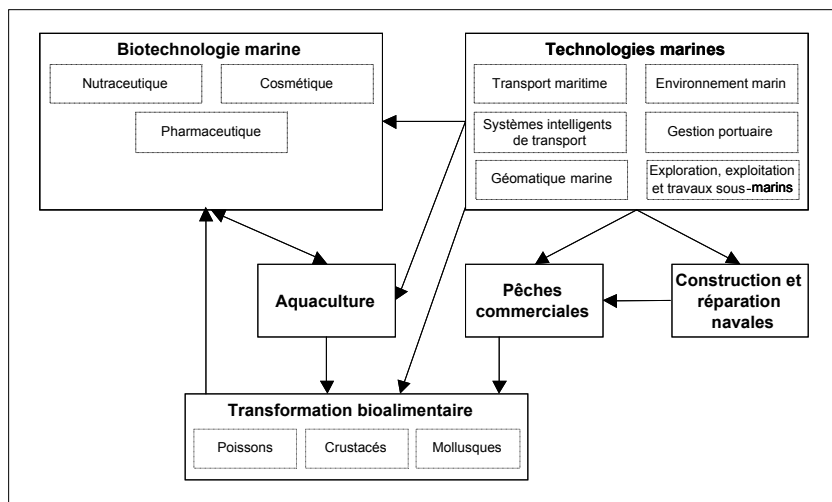 Biotechnologie marine
Nutraceutique
Cosmétique
Pharmaceutique
Technologies marines
Transport maritime
Environnement marin
Systèmes intelligents
de transport
Gestion portuaire
Géomatique marine
Exploration, exploitation
et travaux sous-marins
Aquaculture
Pêches
commerciales
Construction et
réparation
navales
Transformation bioalimentaire
Poissons
Crustacés
Mollusques